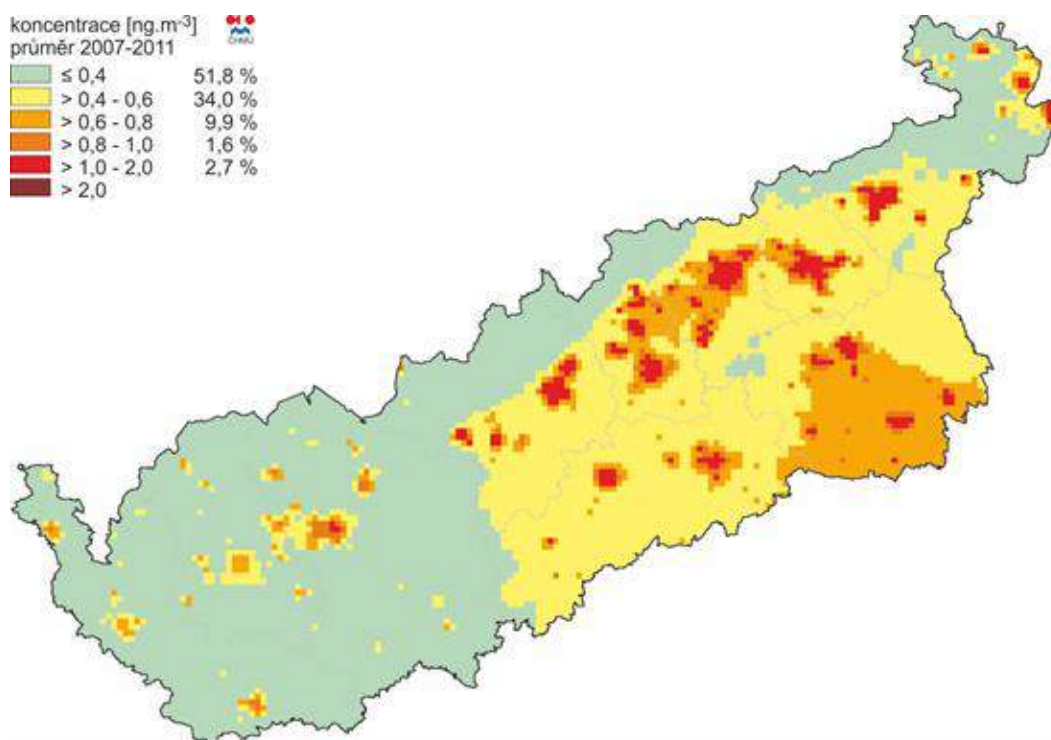 koncentrace [ng.m-3]
průměr 2007-2011
ČHMÚ
≤ 0,4 51,8 %
> 0,4 - 0,6 34,0 %
> 0,6 - 0,8 9,9 %
> 0,8 - 1,0 1,6 %
> 1,0 - 2,0 2,7 %
> 2,0